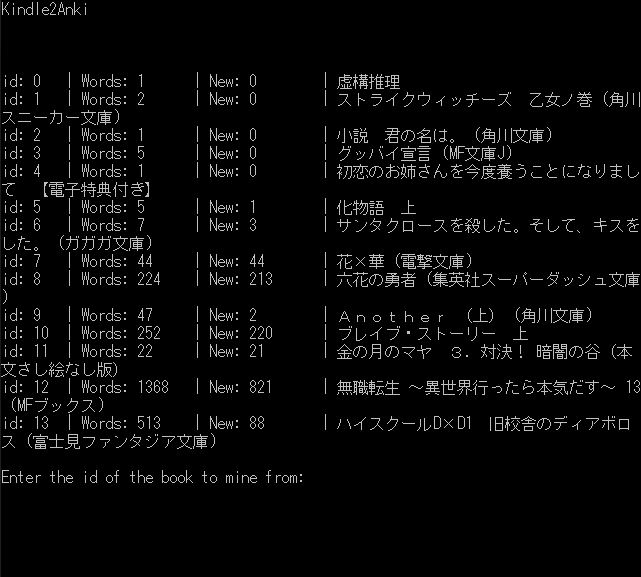 Kindle2Anki
id: 0   | Words: 1      | New: 0        | 虚構推理
id: 1   | Words: 2      | New: 0        | ストライクウィッチーズ　乙女ノ巻 (角川
スニーカー文庫)
id: 2   | Words: 1      | New: 0        | 小説　君の名は。 (角川文庫)
id: 3   | Words: 5      | New: 0        | グッバイ宣言 (MF文庫J)
id: 4   | Words: 1      | New: 0        | 初恋のお姉さんを今度養うことになりまし
て　【電子特典付き】
id: 5   | Words: 5      | New: 1        | 化物語　上
id: 6   | Words: 7      | New: 3        | サンタクロースを殺した。そして、キスを
した。 (ガガガ文庫)
id: 7   | Words: 44     | New: 44       | 花×華 (電撃文庫)
id: 8   | Words: 224    | New: 213      | 六花の勇者 (集英社スーパーダッシュ文庫
)
id: 9   | Words: 47     | New: 2        | Ａｎｏｔｈｅｒ　(上) (角川文庫)
id: 10  | Words: 252    | New: 220      | ブレイブ・ストーリー　上
id: 11  | Words: 22     | New: 21       | 金の月のマヤ　３．対決！ 暗闇の谷 (本
文さし絵なし版)
id: 12  | Words: 1368   | New: 821      | 無職転生 ～異世界行ったら本気だす～ 13
 (MFブックス)
id: 13  | Words: 513    | New: 88       | ハイスクールD×D1　旧校舎のディアボロ
ス (富士見ファンタジア文庫)
Enter the id of the book to mine from: